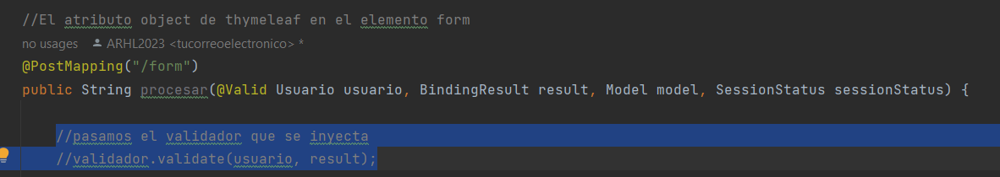 //El atributo object de thymeleaf en el elemento form
no usages   ARHL2023 <tucorreoelectronico> *
@PostMapping("/form")
public String procesar(@Valid Usuario usuario, BindingResult result, Model model, SessionStatus sessionStatus) {
//pasamos el validador que se inyecta
//validador.validate(usuario, result);